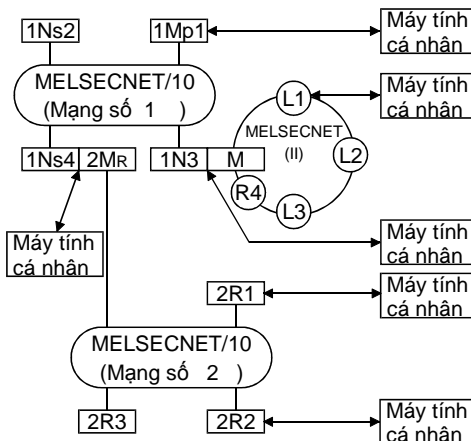 1Ns2 1Mp1 Máy tính
cá nhân
MELSECNET/10
(Mạng số 1 )
L1 Máy tính
cá nhân
MELSECNET
(II)
L2
1Ns4 2MR 1N3 M
R4
L3
Máy tính
cá nhân
Máy tính
cá nhân
2R1 Máy tính
cá nhân
MELSECNET/10
(Mạng số 2 )
2R3 2R2 Máy tính
cá nhân